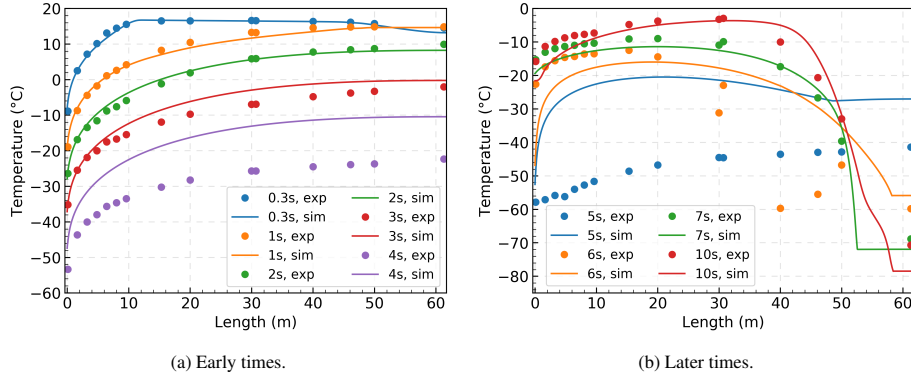 20
10
0
−10
−20
−30
−40
−50
−60
Temperature (°C)
0.3s, exp
0.3s, sim
1s, exp
1s, sim
2s, exp
2s, sim
3s, exp
3s, sim
4s, exp
4s, sim
0 10 20 30 40 50 60
Length (m)
(a) Early times.
0
−10
−20
−30
−40
−50
−60
−70
−80
Temperature (°C)
5s, exp
5s, sim
6s, exp
6s, sim
7s, exp
7s, sim
10s, exp
10s, sim
0 10 20 30 40 50 60
Length (m)
(b) Later times.